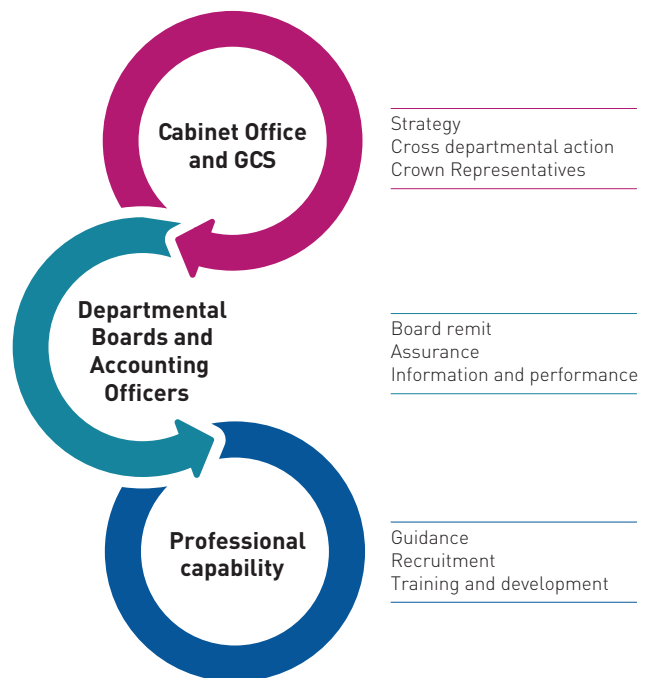 Cabinet Office
and GCS
Strategy
Cross departmental action
Crown Representatives
Departmental
Boards and
Accounting
Officers
Board remit
Assurance
Information and performance
Professional
capability
Guidance
Recruitment
Training and development